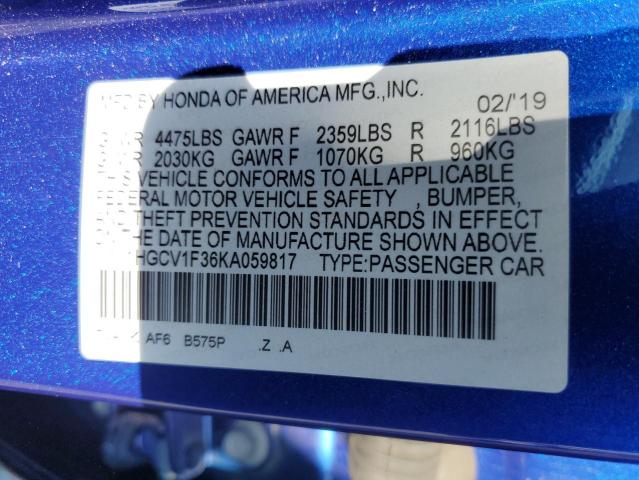 MFD BY HONDA OF AMERICA MFG.,INC. 02/'19
4475LBS GAWR F 2359LBS R 2116LBS
2030KG GAWR F 1070KG R 960KG
THIS VEHICLE CONFORMS TO ALL APPLICABLE
FEDERAL MOTOR VEHICLE SAFETY , BUMPER,
AND THEFT PREVENTION STANDARDS IN EFFECT
THE DATE OF MANUFACTURE SHOWN ABOVE.
HGCV1F36KA059817 TYPE:PASSENGER CAR
AF6 B575P .Z .A